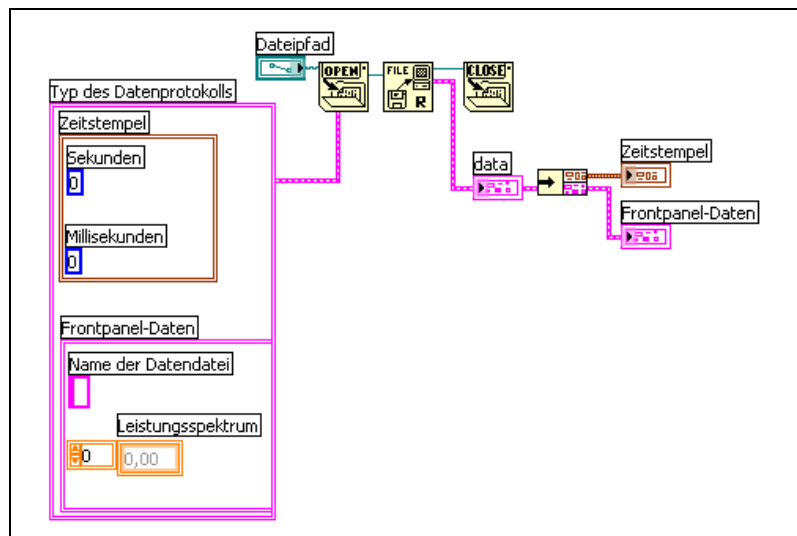 Dateipfad
OPEN
FILE
R
CLOSE
Typ des Datenprotokolls
Zeitstempel
Sekunden
0
Millisekunden
0
data
Zeitstempel
Frontpanel-Daten
Frontpanel-Daten
Name der Datendatei
Leistungsspektrum
0
0,00